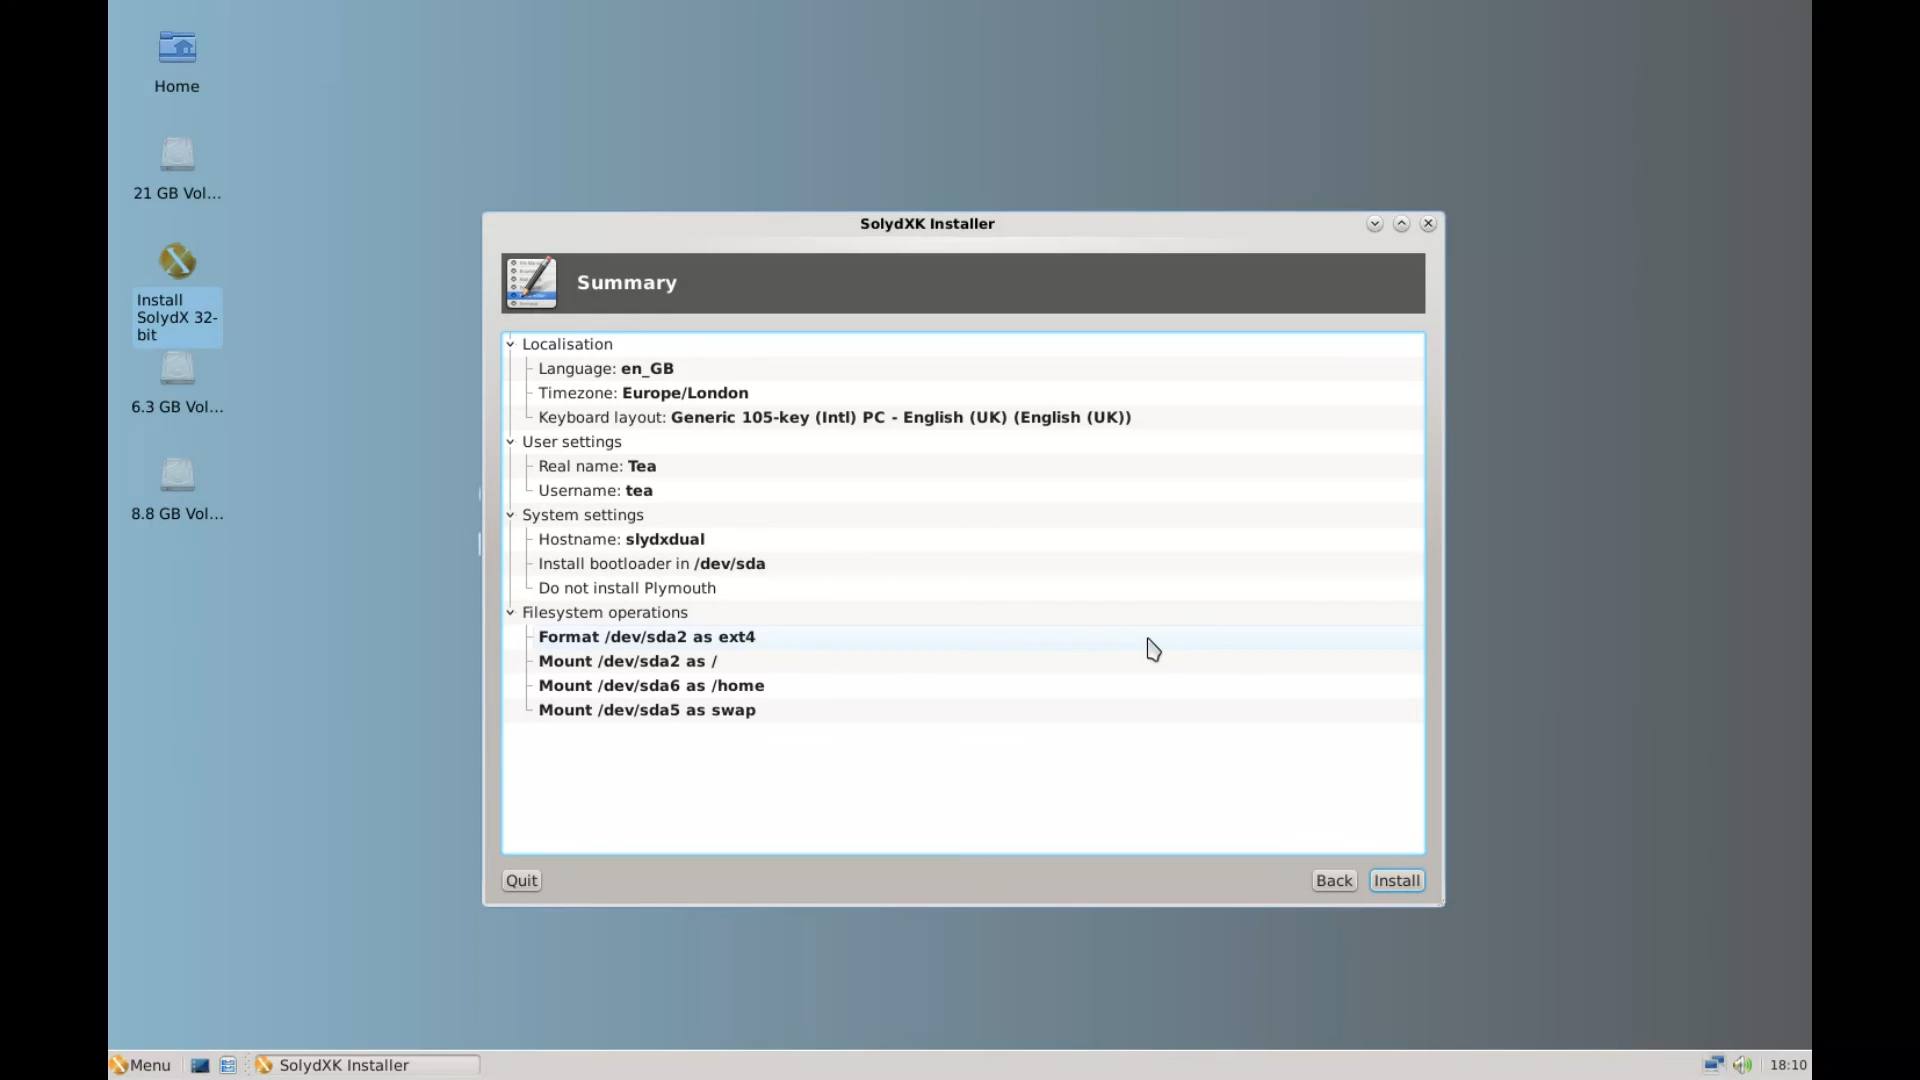 Home
21 GB Vol...
Install
SolydX 32-
bit
6.3 GB Vol...
8.8 GB Vol...
SolydXK Installer
Summary
Localisation
Language: en_GB
Timezone: Europe/London
Keyboard layout: Generic 105-key (Intl) PC - English (UK) (English (UK))
User settings
Real name: Tea
Username: tea
System settings
Hostname: slydxdual
Install bootloader in /dev/sda
Do not install Plymouth
Filesystem operations
Format /dev/sda2 as ext4
Mount /dev/sda2 as /
Mount /dev/sda6 as /home
Mount /dev/sda5 as swap
Quit
Back
Install
Menu
SolydXK Installer
18:10